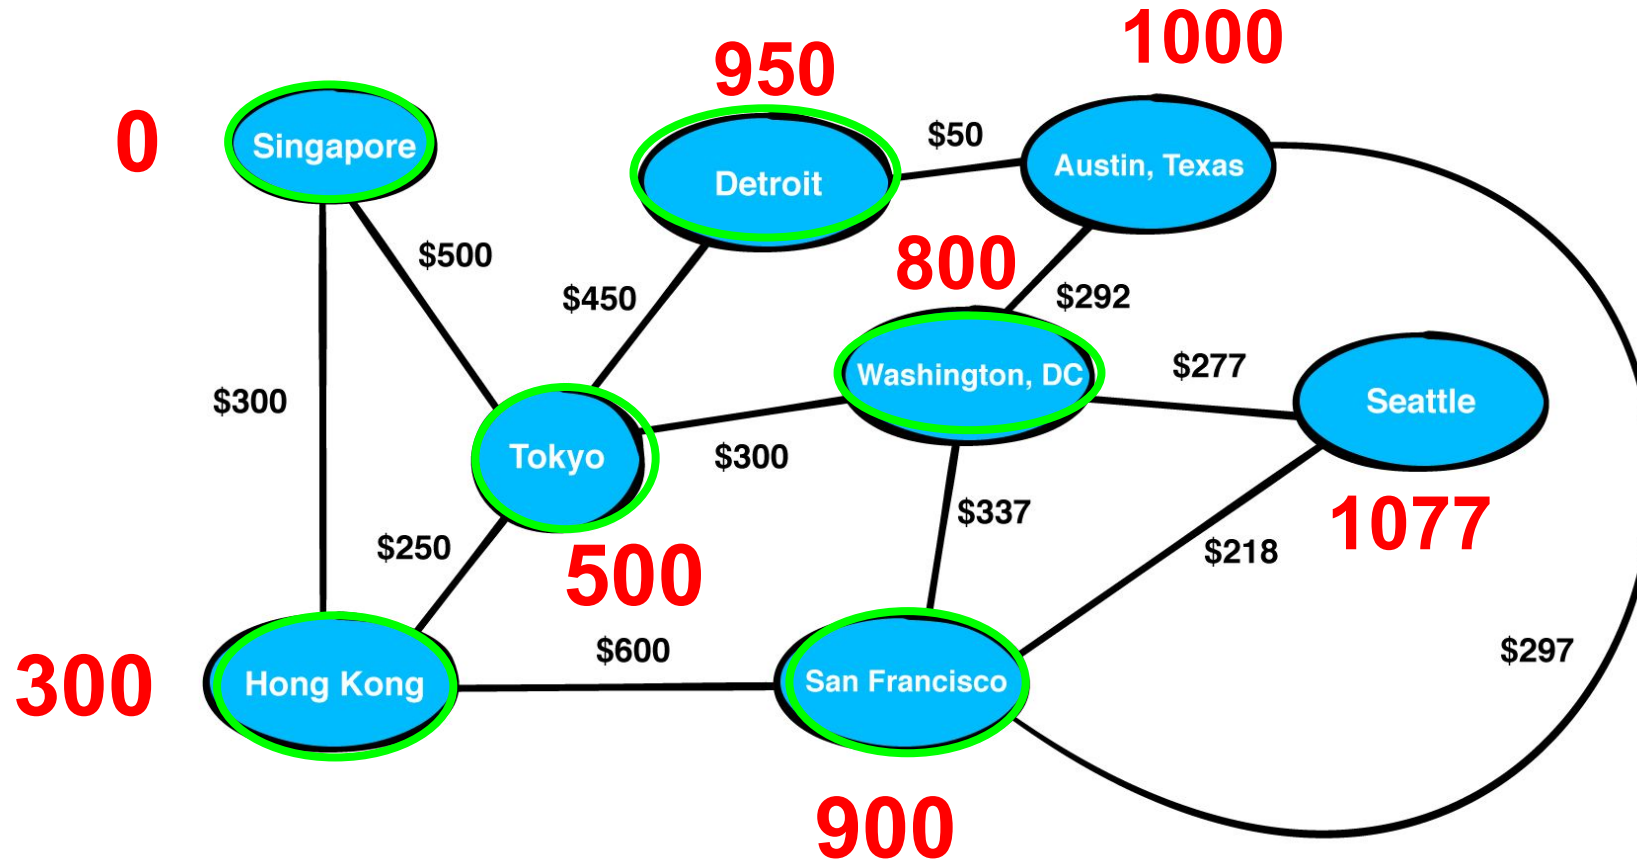 1000
950
0
Singapore
$50
Austin, Texas
Detroit
$500
800
$450
$292
Washington, DC
$277
Seattle
$300
Tokyo
$300
1077
$337
$250
$218
500
$600
$297
300
Hong Kong
San Francisco
900